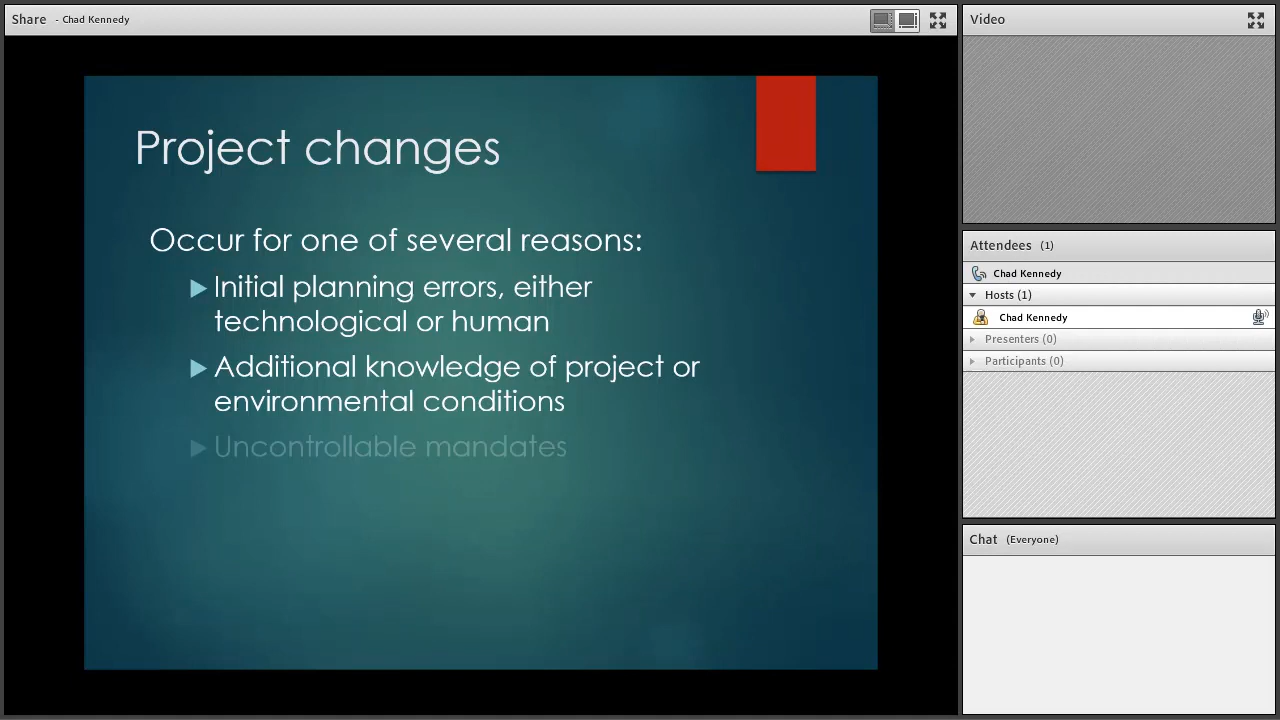 Share - Chad Kennedy
Project changes
Occur for one of several reasons:
Initial planning errors, either
technological or human
Additional knowledge of project or
environmental conditions
Uncontrollable mandates
Video
Attendees (1)
Chad Kennedy
Hosts (1)
Chad Kennedy
Presenters (0)
Participants (0)
Chat (Everyone)